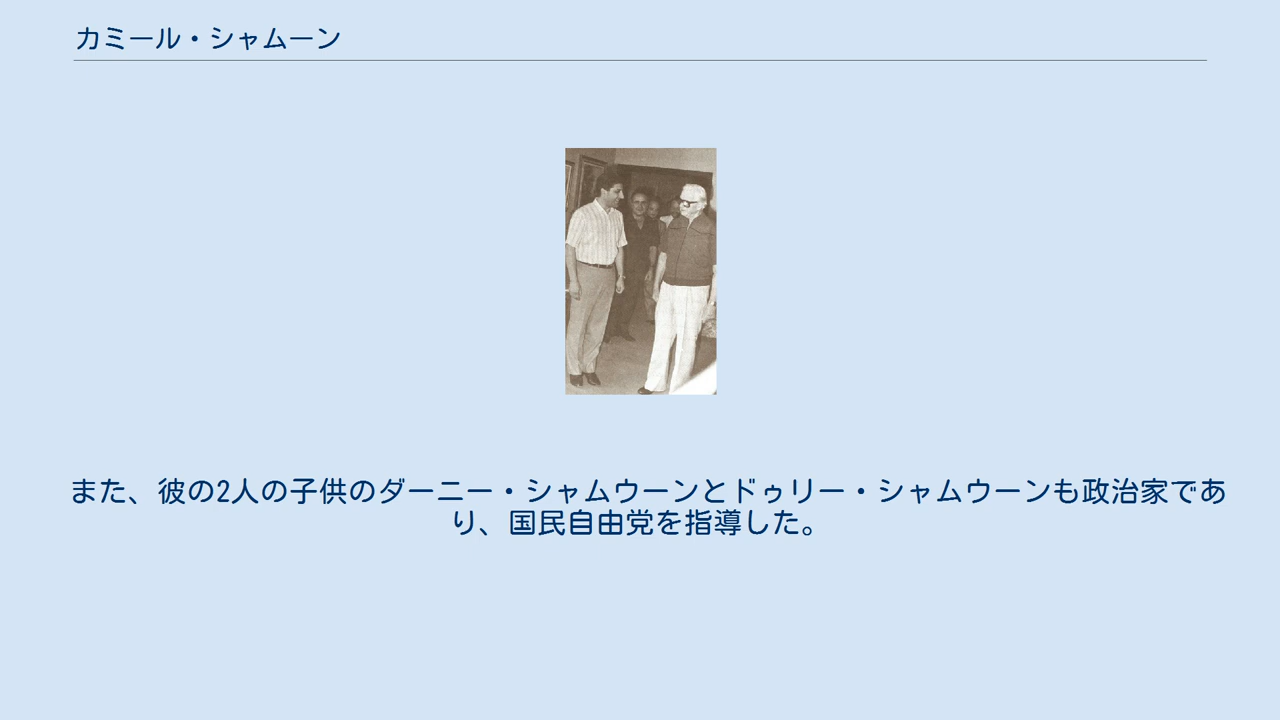 カミール・シャムーン
また、彼の2人の子供のダーニー・シャムウーンとドゥリー・シャムウーンも政治家であ
り、国民自由党を指導した。